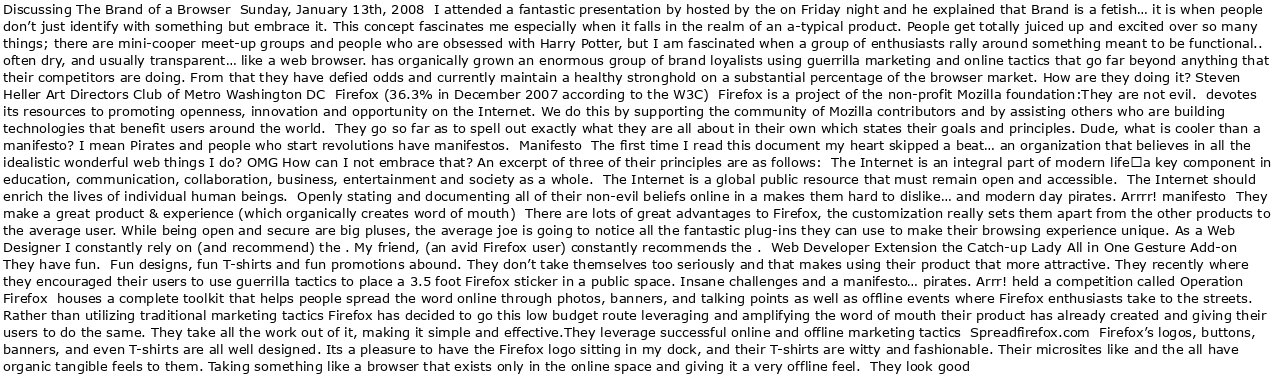 Discussing The Brand of a Browser  Sunday, January 13th, 2008  I attended a fantastic presentation by hosted by the on Friday night and he explained that Brand is a fetish... it is when people
don't just identify with something but embrace it. This concept fascinates me especially when it falls in the realm of an a-typical product. People get totally juiced up and excited over so many
things; there are mini-cooper meet-up groups and people who are obsessed with Harry Potter, but I am fascinated when a group of enthusiasts rally around something meant to be functional..
often dry, and usually transparent... like a web browser. has organically grown an enormous group of brand loyalists using guerrilla marketing and online tactics that go far beyond anything that
their competitors are doing. From that they have defied odds and currently maintain a healthy stronghold on a substantial percentage of the browser market. How are they doing it? Steven
Heller Art Directors Club of Metro Washington DC  Firefox (36.3% in December 2007 according to the W3C)  Firefox is a project of the non-profit Mozilla foundation:They are not evil.  devotes
its resources to promoting openness, innovation and opportunity on the Internet. We do this by supporting the community of Mozilla contributors and by assisting others who are building
technologies that benefit users around the world.  They go so far as to spell out exactly what they are all about in their own which states their goals and principles. Dude, what is cooler than a
manifesto? I mean Pirates and people who start revolutions have manifestos.  Manifesto  The first time I read this document my heart skipped a beat... an organization that believes in all the
idealistic wonderful web things I do? OMG How can I not embrace that? An excerpt of three of their principles are as follows:  The Internet is an integral part of modern life□a key component in
education, communication, collaboration, business, entertainment and society as a whole.  The Internet is a global public resource that must remain open and accessible.  The Internet should
enrich the lives of individual human beings.  Openly stating and documenting all of their non-evil beliefs online in a makes them hard to dislike... and modern day pirates. Arrrr! manifesto  They
make a great product & experience (which organically creates word of mouth)  There are lots of great advantages to Firefox, the customization really sets them apart from the other products to
the average user. While being open and secure are big pluses, the average joe is going to notice all the fantastic plug-ins they can use to make their browsing experience unique. As a Web
Designer I constantly rely on (and recommend) the . My friend, (an avid Firefox user) constantly recommends the .  Web Developer Extension the Catch-up Lady All in One Gesture Add-on
They have fun.  Fun designs, fun T-shirts and fun promotions abound. They don't take themselves too seriously and that makes using their product that more attractive. They recently where
they encouraged their users to use guerrilla tactics to place a 3.5 foot Firefox sticker in a public space. Insane challenges and a manifesto... pirates. Arrr! held a competition called Operation
Firefox  houses a complete toolkit that helps people spread the word online through photos, banners, and talking points as well as offline events where Firefox enthusiasts take to the streets.
Rather than utilizing traditional marketing tactics Firefox has decided to go this low budget route leveraging and amplifying the word of mouth their product has already created and giving their
users to do the same. They take all the work out of it, making it simple and effective.They leverage successful online and offline marketing tactics  Spreadfirefox.com  Firefox's logos, buttons,
banners, and even T-shirts are all well designed. Its a pleasure to have the Firefox logo sitting in my dock, and their T-shirts are witty and fashionable. Their microsites like and the all have
organic tangible feels to them. Taking something like a browser that exists only in the online space and giving it a very offline feel.  They look good